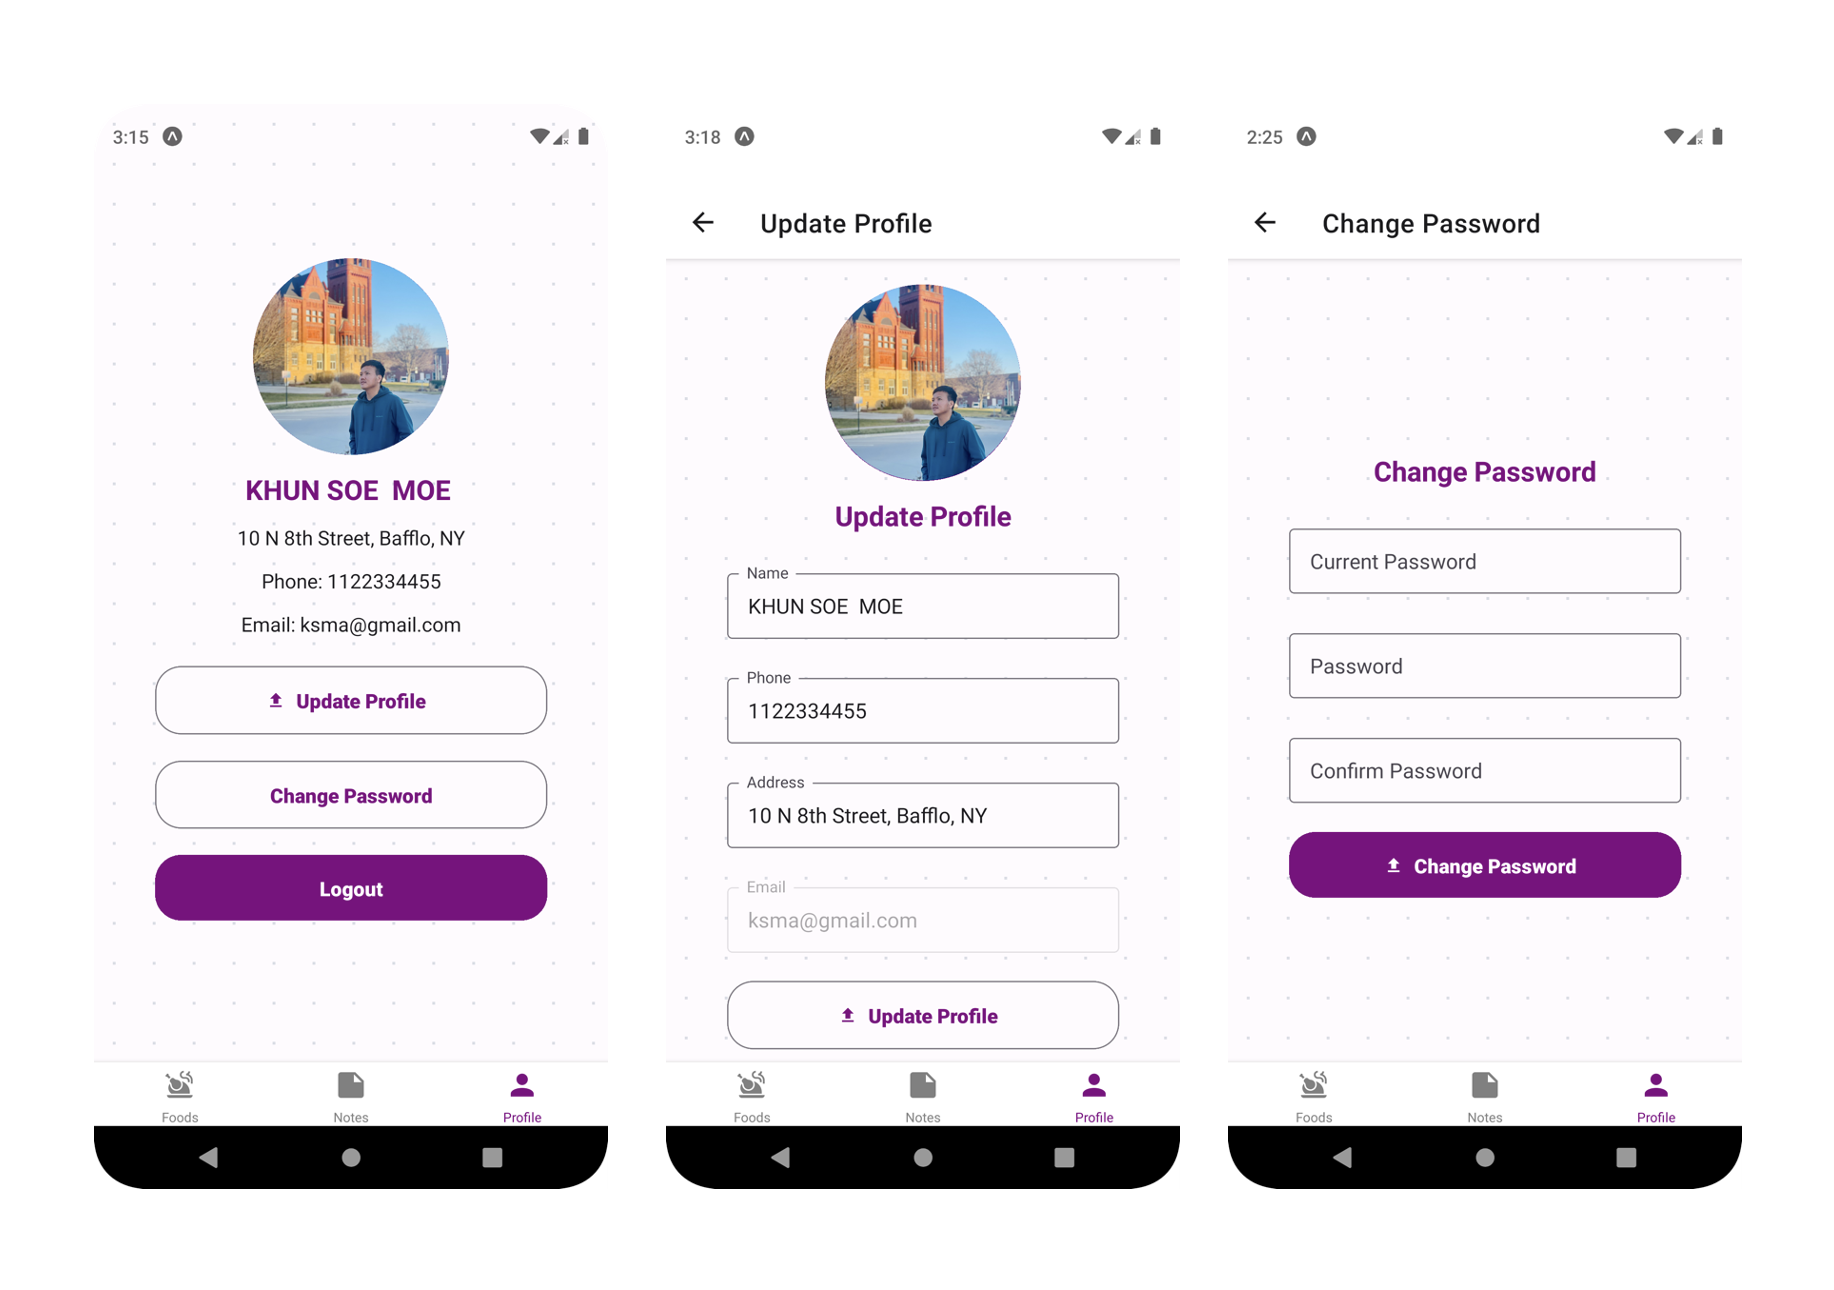 3:15
KHUN SOE  MOE
10 N 8th Street, Bafflo, NY
Phone: 1122334455
Email: ksma@gmail.com
Update Profile
Change Password
Logout
Foods
Notes
Profile
3:18
Update Profile
Update Profile
Name
KHUN SOE  MOE
Phone
1122334455
Address
10 N 8th Street, Bafflo, NY
Email
ksma@gmail.com
Update Profile
Foods
Notes
Profile
2:25
Change Password
Change Password
Current Password
Password
Confirm Password
Change Password
Foods
Notes
Profile